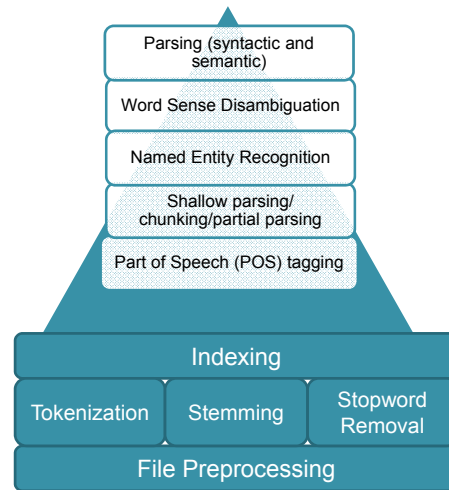 Parsing (syntactic and
semantic)
Word Sense Disambiguation
Named Entity Recognition
Shallow parsing/
chunking/partial parsing
Part of Speech (POS) tagging
Indexing
Tokenization
Stemming
Stopword
Removal
File Preprocessing